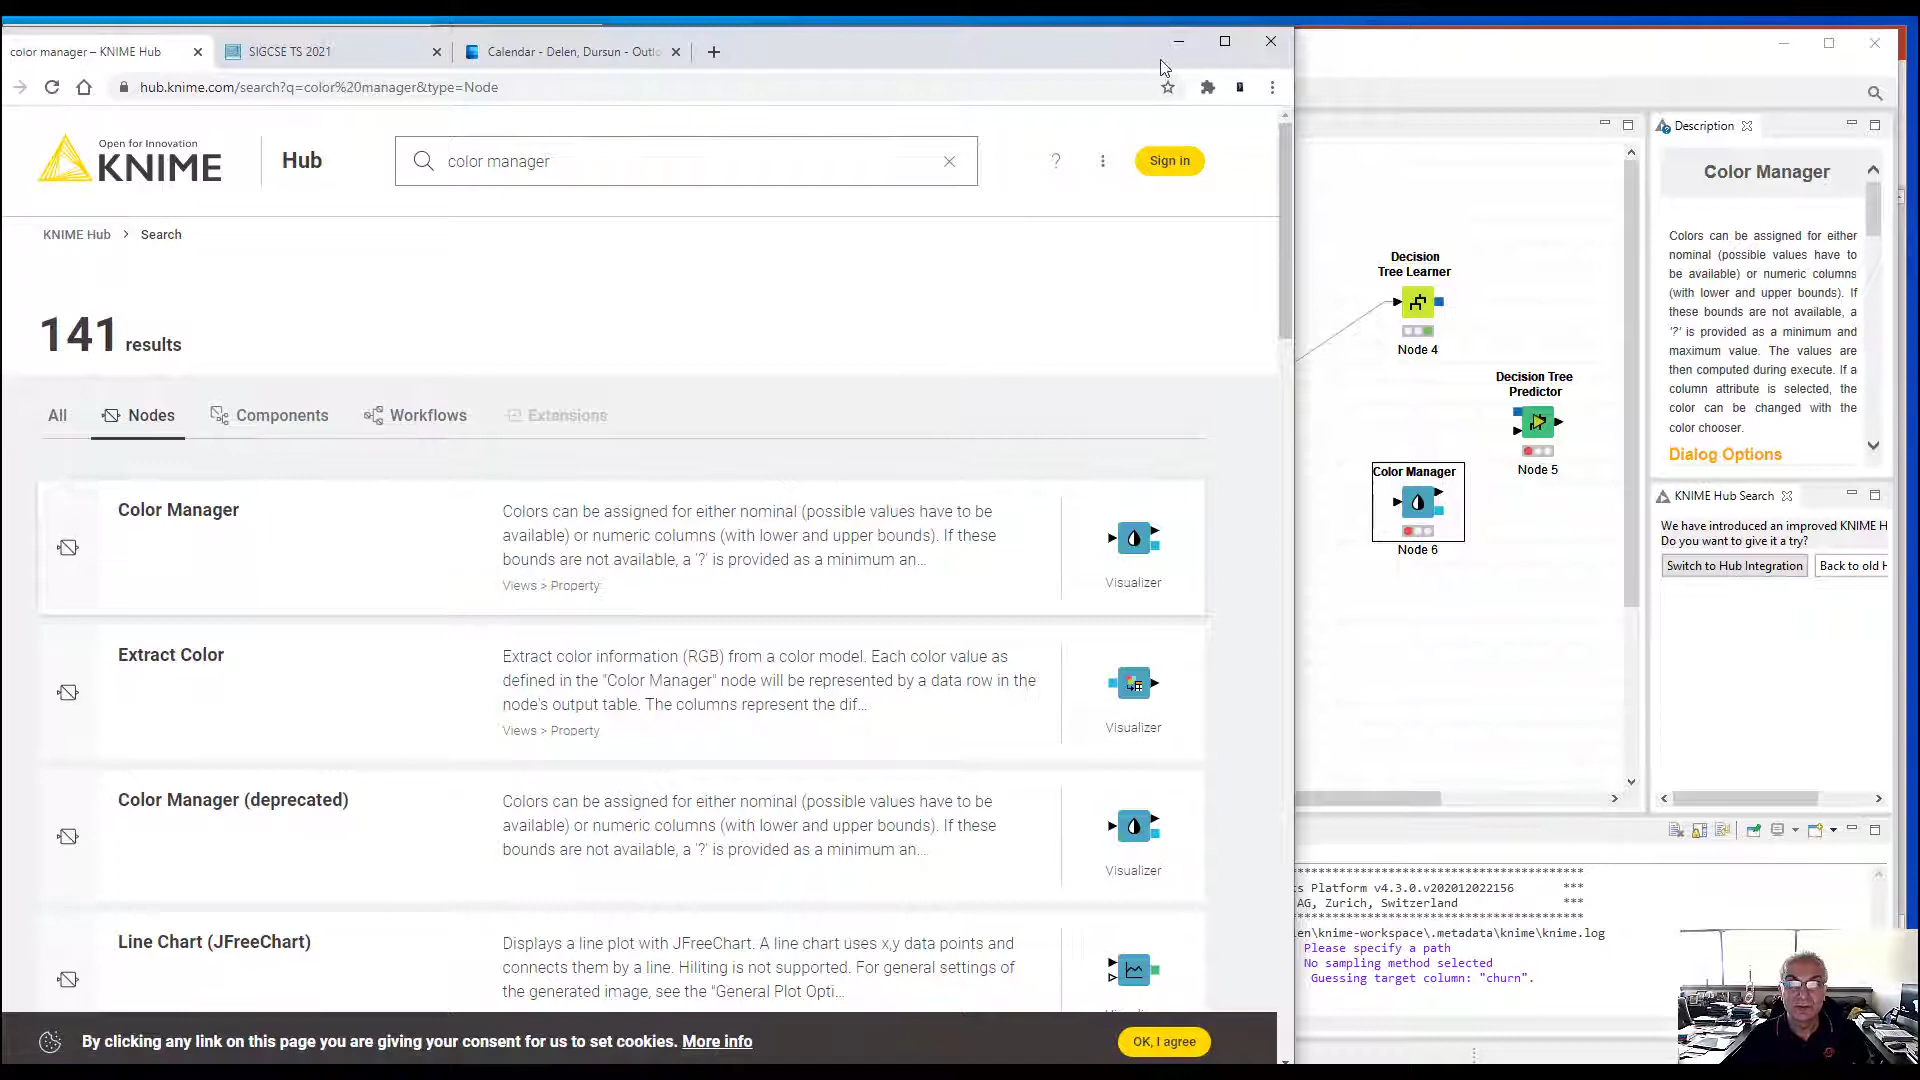 color manager – KNIME Hub
SIGCSE TS 2021
Calendar - Delen, Dursun - Outlo
hub.knime.com/search?q=color%20manager&type=Node
Open for Innovation
KNIME
Hub
color manager
?
Sign in
KNIME Hub > Search
141 results
All
Nodes
Components
Workflows
Extensions
Color Manager
Colors can be assigned for either nominal (possible values have to be
available) or numeric columns (with lower and upper bounds). If these
bounds are not available, a '?' is provided as a minimum an...
Views > Property
Visualizer
Extract Color
Extract color information (RGB) from a color model. Each color value as
defined in the "Color Manager" node will be represented by a data row in the
node's output table. The columns represent the dif...
Views > Property
Visualizer
Color Manager (deprecated)
Colors can be assigned for either nominal (possible values have to be
available) or numeric columns (with lower and upper bounds). If these
bounds are not available, a '?' is provided as a minimum an...
Visualizer
Line Chart (JFreeChart)
Displays a line plot with JFreeChart. A line chart uses x,y data points and
connects them by a line. Hiliting is not supported. For general settings of
the generated image, see the "General Plot Opti...
By clicking any link on this page you are giving your consent for us to set cookies. More info
OK, I agree
Decision
Tree Learner
Node 4
Decision Tree
Predictor
Node 5
Color Manager
Node 6
Description
Color Manager
Colors can be assigned for either
nominal (possible values have to
be available) or numeric columns
(with lower and upper bounds). If
these bounds are not available, a
'?' is provided as a minimum and
maximum value. The values are
then computed during execute. If a
column attribute is selected, the
color can be changed with the
color chooser.
Dialog Options
KNIME Hub Search
We have introduced an improved KNIME H
Do you want to give it a try?
Switch to Hub Integration
Back to old H
****************************************
ts Platform v4.3.0.v202012022156 ***
AG, Zurich, Switzerland ***
****************************************
len\knime-workspace\.metadata\knime\knime.log
Please specify a path
No sampling method selected
Guessing target column: "churn".